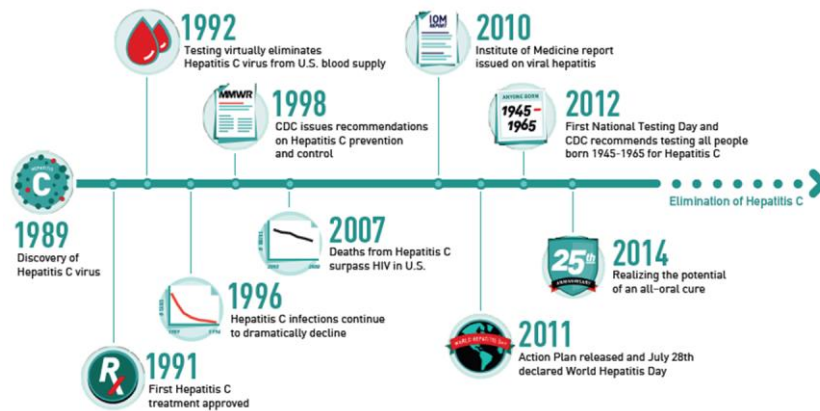 1992
Testing virtually eliminates
Hepatitis C virus from U.S. blood supply
IOM
REPORT
2010
Institute of Medicine report
issued on viral hepatitis
MMWR
1998
CDC issues recommendations
on Hepatitis C prevention
and control
ANYONE BORN
1945-
1965
2012
First National Testing Day and
CDC recommends testing all people
born 1945-1965 for Hepatitis C
HEPATITIS
C
Elimination of Hepatitis C
1989
Discovery of
Hepatitis C virus
2007
Deaths from Hepatitis C
surpass HIV in U.S.
25th
ANNIVERSARY
2014
Realizing the potential
of an all-oral cure
1996
Hepatitis C infections continue
to dramatically decline
WORLD HEPATITIS DAY
2011
Action Plan released and July 28th
declared World Hepatitis Day
Rx
1991
First Hepatitis C
treatment approved